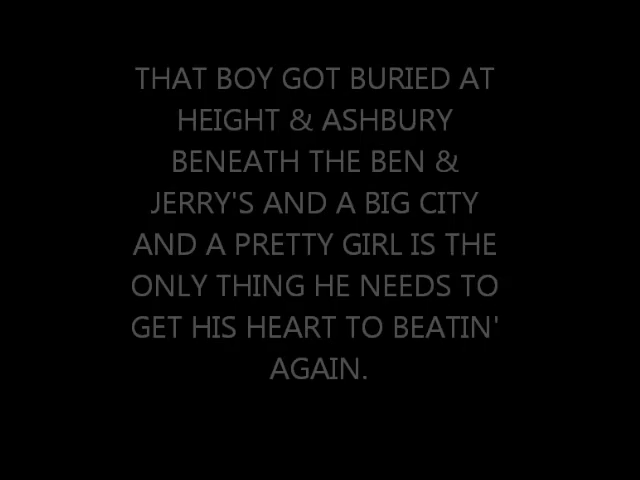 THAT BOY GOT BURIED AT
HEIGHT & ASHBURY
BENEATH THE BEN &
JERRY'S AND A BIG CITY
AND A PRETTY GIRL IS THE
ONLY THING HE NEEDS TO
GET HIS HEART TO BEATIN'
AGAIN.